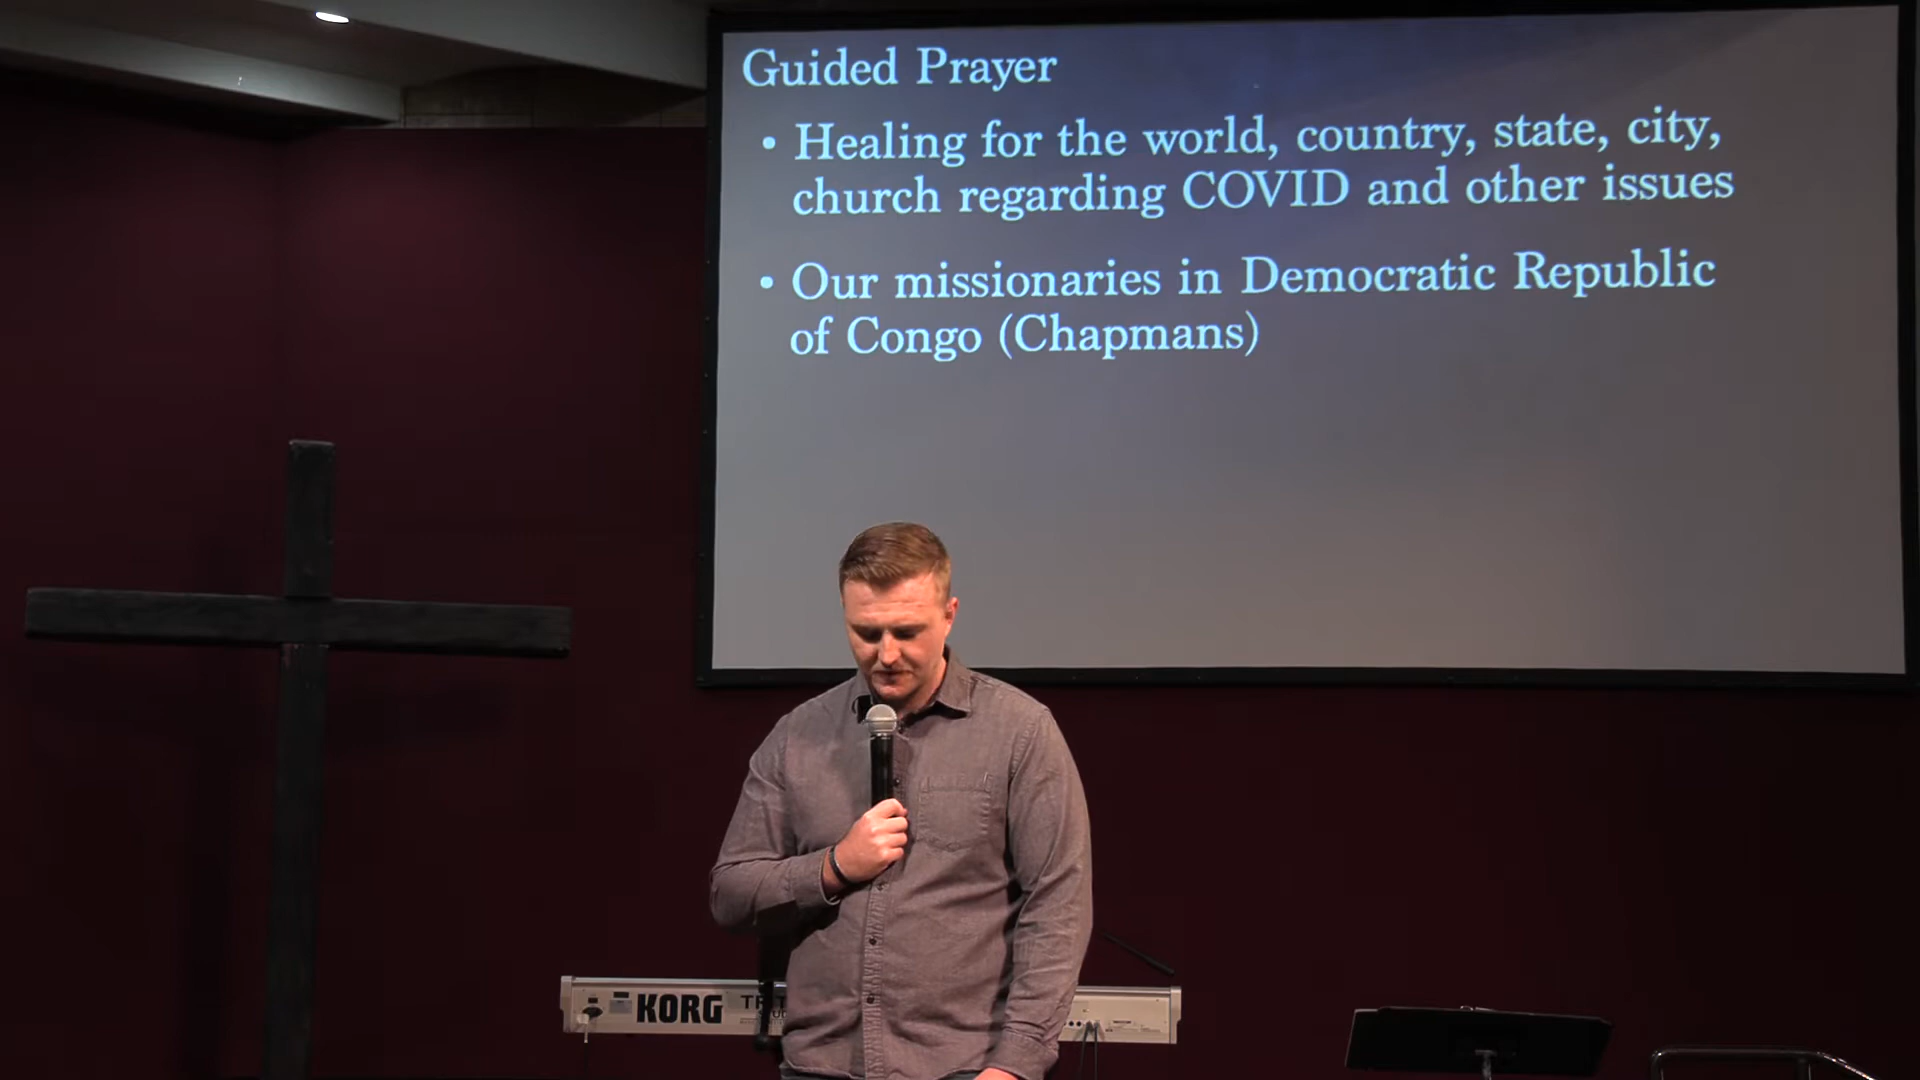 Guided Prayer
• Healing for the world, country, state, city,
church regarding COVID and other issues
• Our missionaries in Democratic Republic
of Congo (Chapmans)
KORG